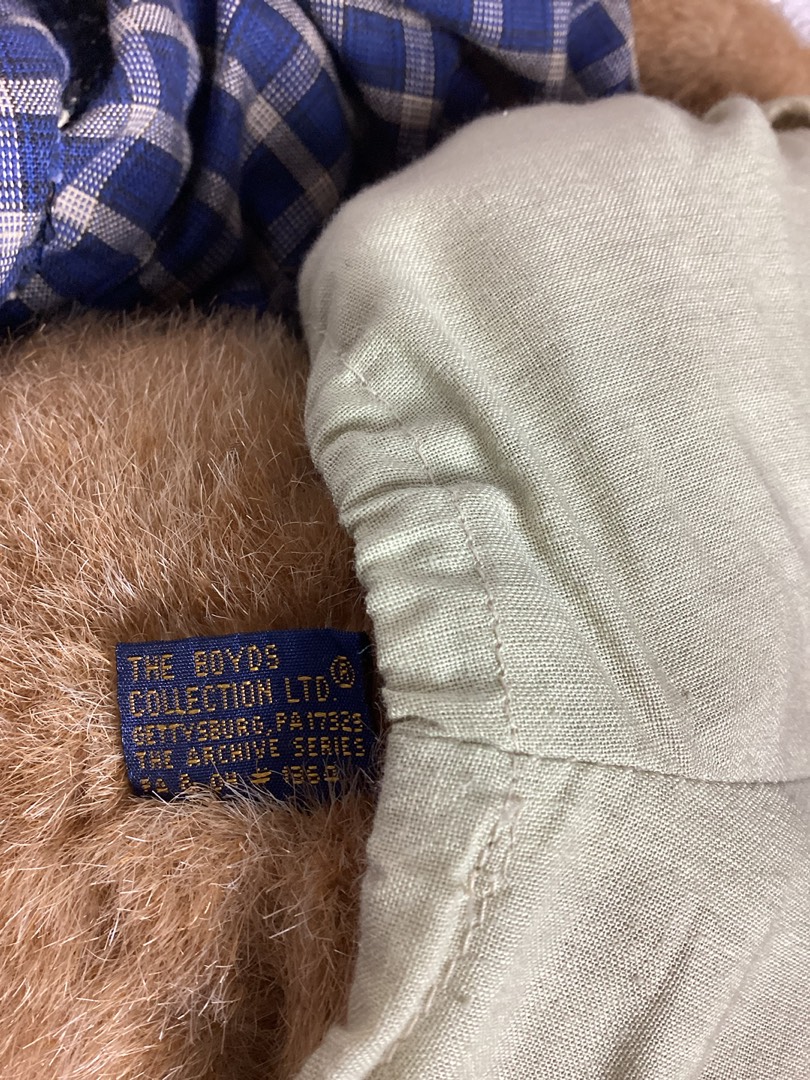 THE BOYDS
COLLECTION LTD.®
GETTYSBURG, PA 17325
THE ARCHIVE SERIES